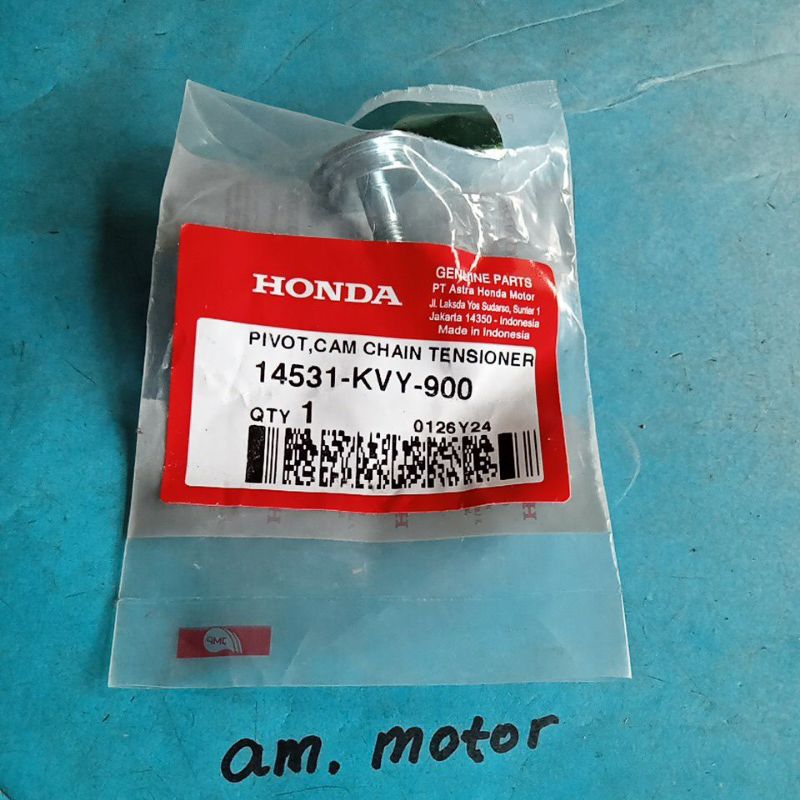 HONDA
GENUINE PARTS
PT Astra Honda Motor
Jl. Laksda Yos Sudarso, Sunter 1
Jakarta 14350 - Indonesia
Made in Indonesia
PIVOT,CAM CHAIN TENSIONER
14531-KVY-900
QTY 1
0126Y24
am. motor